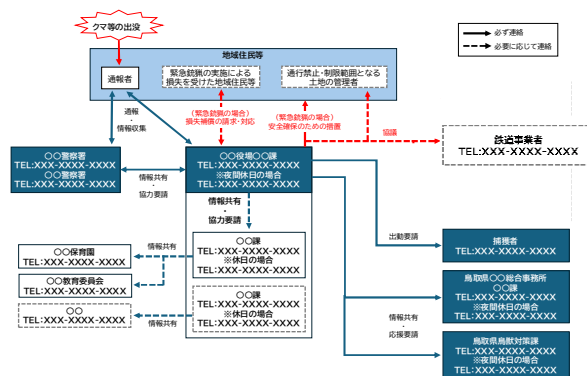 クマ等の出没
必ず連絡
必要に応じて連絡
地域住民等
通報者
緊急銃猟の実施による
損失を受けた地域住民等
通行禁止・制限範囲となる
土地の管理者
通報
・
情報収集
(緊急銃猟の場合)
損失補償の請求・対応
(緊急銃猟の場合)
安全確保のための措置
協議
鉄道事業者
TEL:XXX-XXXX-XXXX
〇〇警察署
TEL:XXX-XXXX-XXXX
〇〇警察署
TEL:XXX-XXXX-XXXX
情報共有
・
協力要請
〇〇役場〇〇課
TEL:XXX-XXXX-XXXX
※夜間休日の場合
TEL:XXX-XXXX-XXXX
情報共有
・
協力要請
〇〇課
TEL:XXX-XXXX-XXXX
※休日の場合
TEL:XXX-XXXX-XXXX
〇〇課
TEL:XXX-XXXX-XXXX
※休日の場合
TEL:XXX-XXXX-XXXX
情報共有
〇〇保育園
TEL:XXX-XXXX-XXXX
〇〇教育委員会
TEL:XXX-XXXX-XXXX
〇〇
TEL:XXX-XXXX-XXXX
情報共有
出動要請
捕獲者
TEL:XXX-XXXX-XXXX
鳥取県〇〇総合事務所
〇〇課
TEL:XXX-XXXX-XXXX
※夜間休日の場合
TEL:XXX-XXXX-XXXX
情報共有
・
応援要請
鳥取県鳥獣対策課
TEL:XXX-XXXX-XXXX
※夜間休日の場合
TEL:XXX-XXXX-XXXX